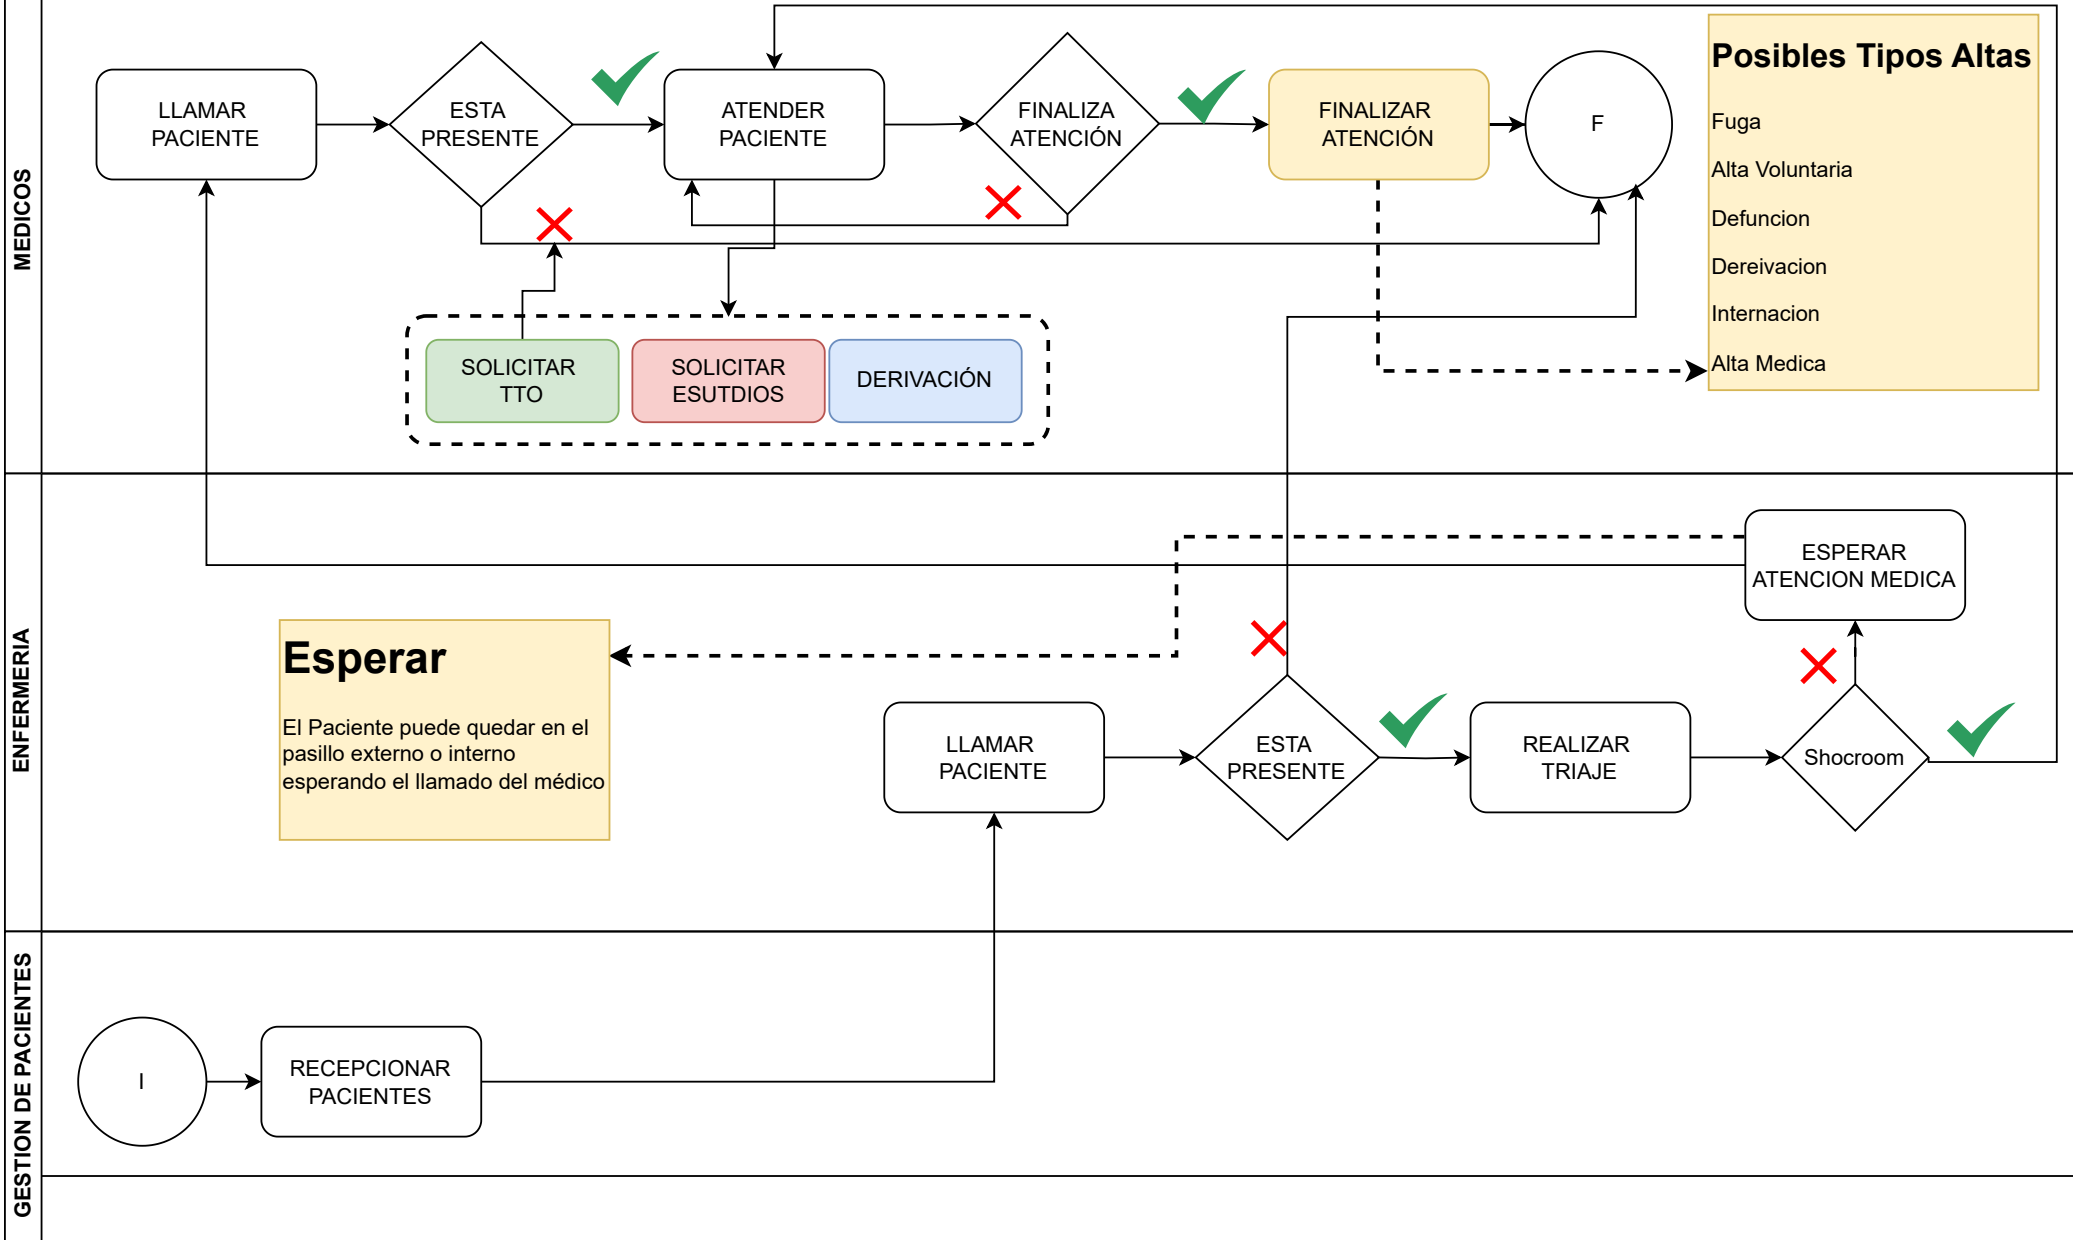 MEDICOS
LLAMAR
PACIENTE
ESTA
PRESENTE
ATENDER
PACIENTE
FINALIZA
ATENCIÓN
FINALIZAR
ATENCIÓN
F
Posibles Tipos Altas
Fuga
Alta Voluntaria
Defuncion
Dereivacion
Internacion
Alta Medica
SOLICITAR
TTO
SOLICITAR
ESUTDIOS
DERIVACIÓN
ENFERMERIA
ESPERAR
ATENCION MEDICA
Esperar
El Paciente puede quedar en el
pasillo externo o interno
esperando el llamado del médico
LLAMAR
PACIENTE
ESTA
PRESENTE
REALIZAR
TRIAJE
Shocroom
GESTION DE PACIENTES
I
RECEPCIONAR
PACIENTES